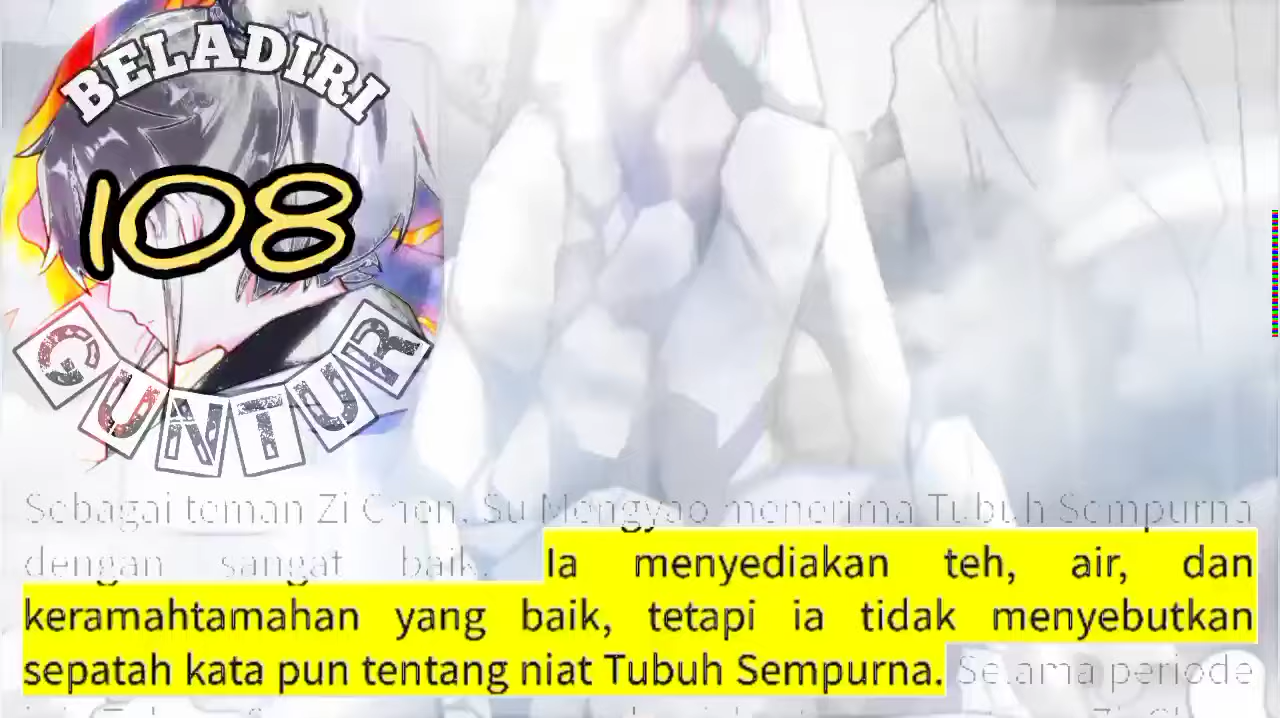 BELADIRI
108
GUNTUR
Sebagai teman Zi Chen, Su Mengyao menerima Tubuh Sempurna
dengan sangat baik. Ia menyediakan teh, air, dan
keramahtamahan yang baik, tetapi ia tidak menyebutkan
sepatah kata pun tentang niat Tubuh Sempurna. Selama periode